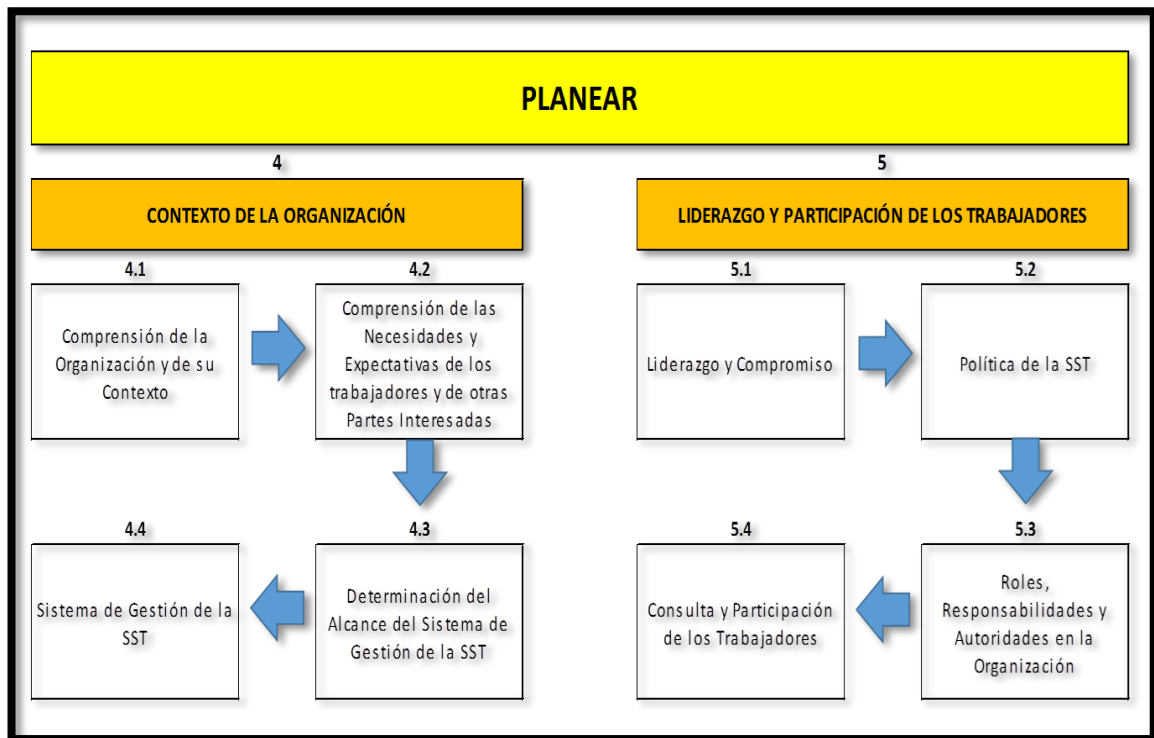 PLANEAR
4
CONTEXTO DE LA ORGANIZACIÓN
4.1
Comprensión de la
Organización y de su
Contexto
4.2
Comprensión de las
Necesidades y
Expectativas de los
trabajadores y de otras
Partes Interesadas
4.4
Sistema de Gestión de la
SST
4.3
Determinación del
Alcance del Sistema de
Gestión de la SST
5
LIDERAZGO Y PARTICIPACIÓN DE LOS TRABAJADORES
5.1
Liderazgo y Compromiso
5.2
Política de la SST
5.4
Consulta y Participación
de los Trabajadores
5.3
Roles,
Responsabilidades y
Autoridades en la
Organización